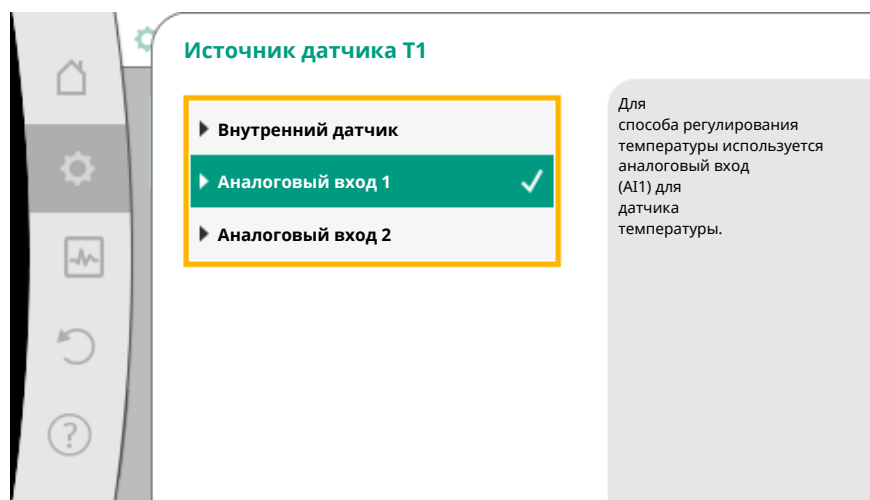 Источник датчика T1
Внутренний датчик
Аналоговый вход 1
Аналоговый вход 2
Для
способа регулирования
температуры используется
аналоговый вход
(AI1) для
датчика
температуры.
?